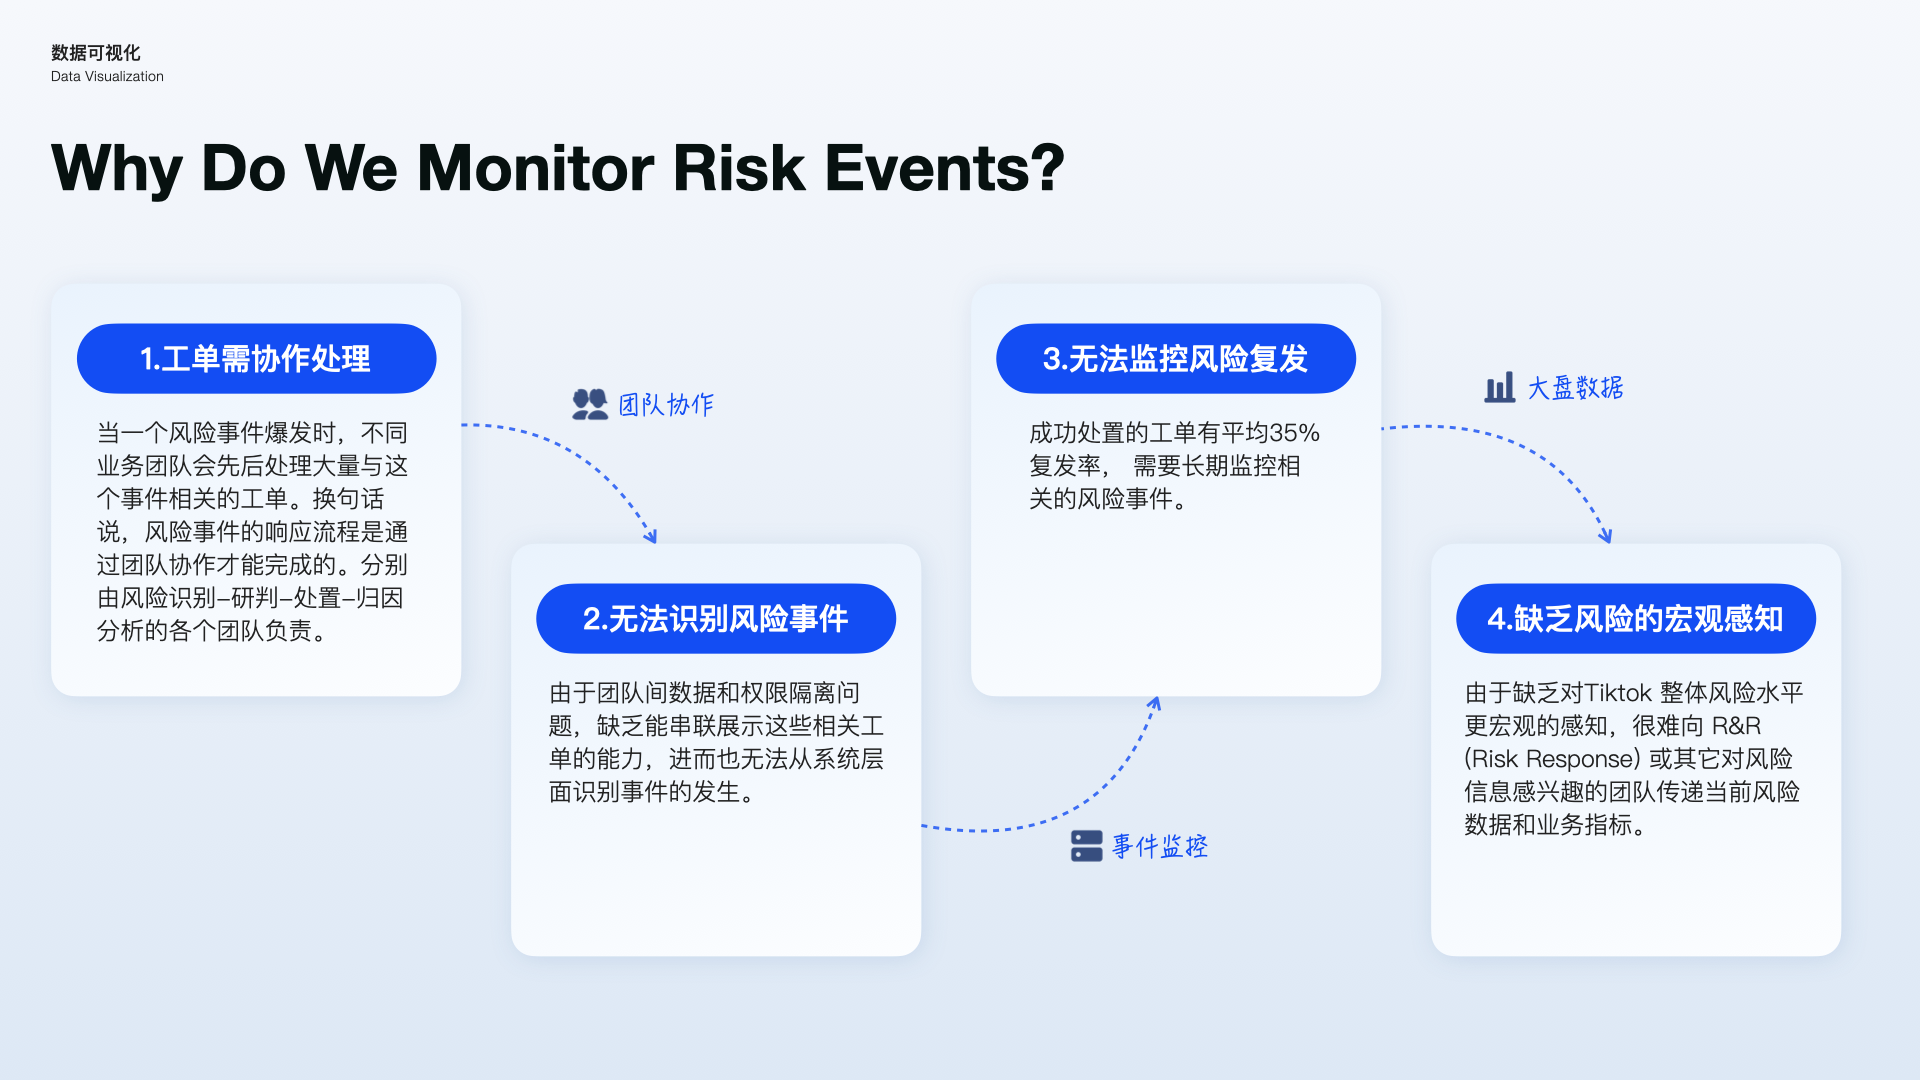 数据可视化
Data Visualization
Why Do We Monitor Risk Events?
1.工单需协作处理
当一个风险事件爆发时，不同
业务团队会先后处理大量与这
个事件相关的工单。换句话
说，风险事件的响应流程是通
过团队协作才能完成的。分别
由风险识别–研判–处置–归因
分析的各个团队负责。
团队协作
2.无法识别风险事件
由于团队间数据和权限隔离问
题，缺乏能串联展示这些相关工
单的能力，进而也无法从系统层
面识别事件的发生。
事件监控
3.无法监控风险复发
成功处置的工单有平均35%
复发率， 需要长期监控相
关的风险事件。
大盘数据
4.缺乏风险的宏观感知
由于缺乏对Tiktok 整体风险水平
更宏观的感知，很难向 R&R
(Risk Response) 或其它对风险
信息感兴趣的团队传递当前风险
数据和业务指标。